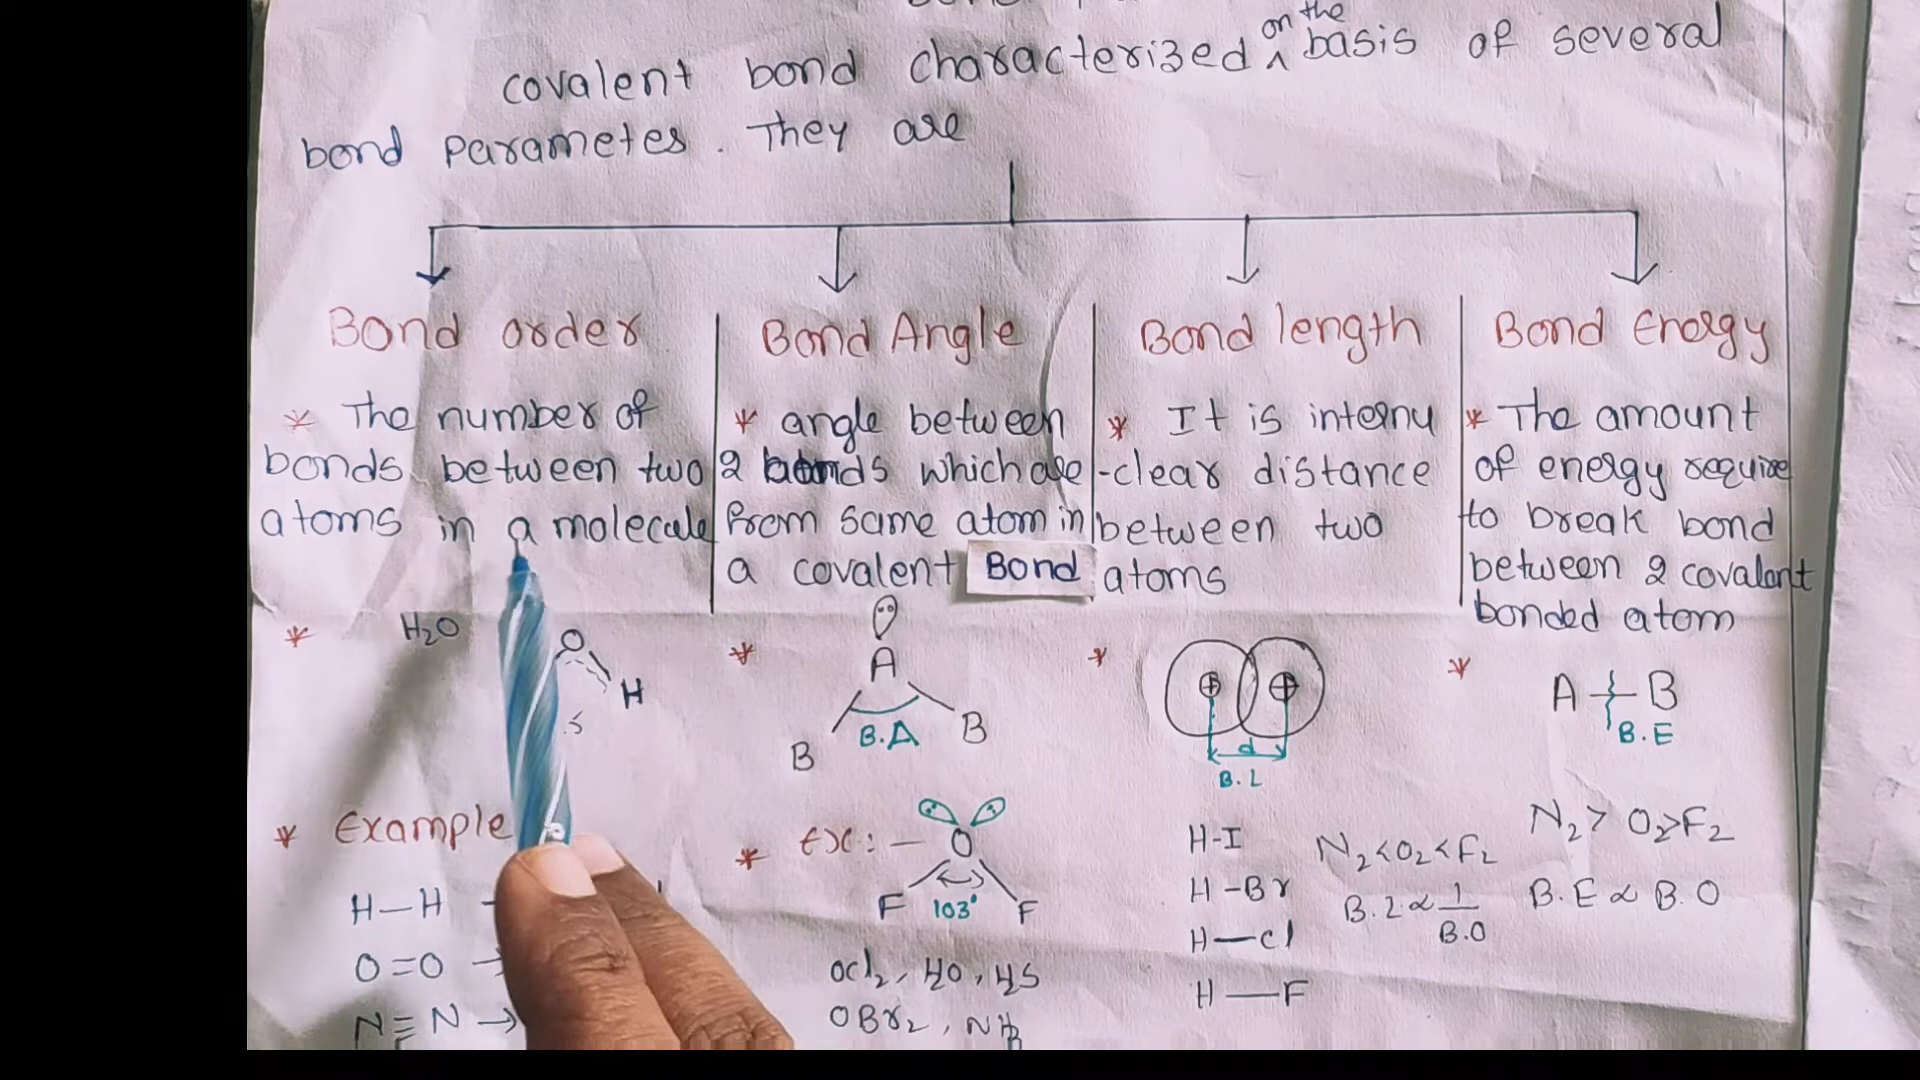 covalent bond characterized on the basis of several
bond parametes. They are
Bond order
* The number of
bonds between two
atoms in a molecule
* H₂O
O
H
* Example
H—H
O=O
N≡N →
Bond Angle
* angle between
2 bonds which are
from same atom in
a covalent Bond
* A
B B
B.A
* Ex: — O
F 103° F
OCl₂, H₂O, H₂S
OBr₂, NH₃
Bond length
* It is internu
-clear distance
between two
atoms
*
d
B.L
H-I
H-Br
H—Cl
H—F
N₂<O₂<F₂
B.L ∝ 1/B.O
Bond Energy
* The amount
of energy require
to break bond
between 2 covalent
bonded atom
* A B
B.E
N₂>O₂>F₂
B.E ∝ B.O